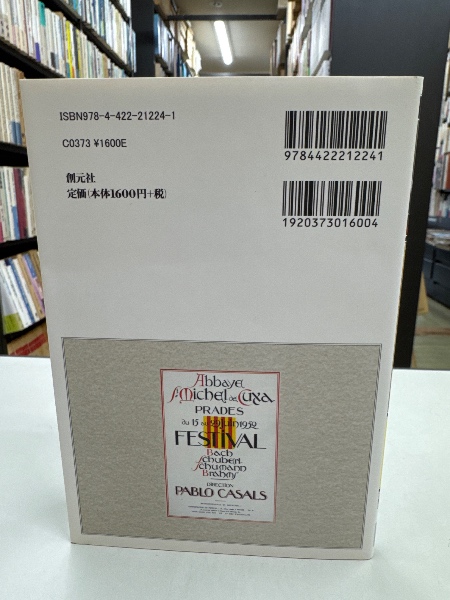 ISBN978-4-422-21224-1
C0373 ¥1600E
創元社
定価(本体1600円+税)
9784422212241
1920373016004
Abbaye
St Michel de Cuxa
PRADES
FESTIVAL
Bach
Schubert
Schumann
Brahms
DIRECTION
PABLO CASALS